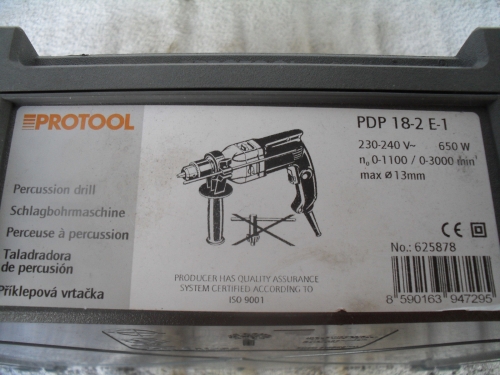 PROTOOL
Percussion drill
Schlagbohrmaschine
Perceuse à percussion
Taladradora
de percusión
Příklepová vrtačka
PRODUCER HAS QUALITY ASSURANCE
SYSTEM CERTIFIED ACCORDING TO
ISO 9001
PDP 18-2 E-1
230-240 V~ 650 W
n₀ 0-1100 / 0-3000 min⁻¹
max ø 13mm
CE
No.: 625878
8 590163 947295